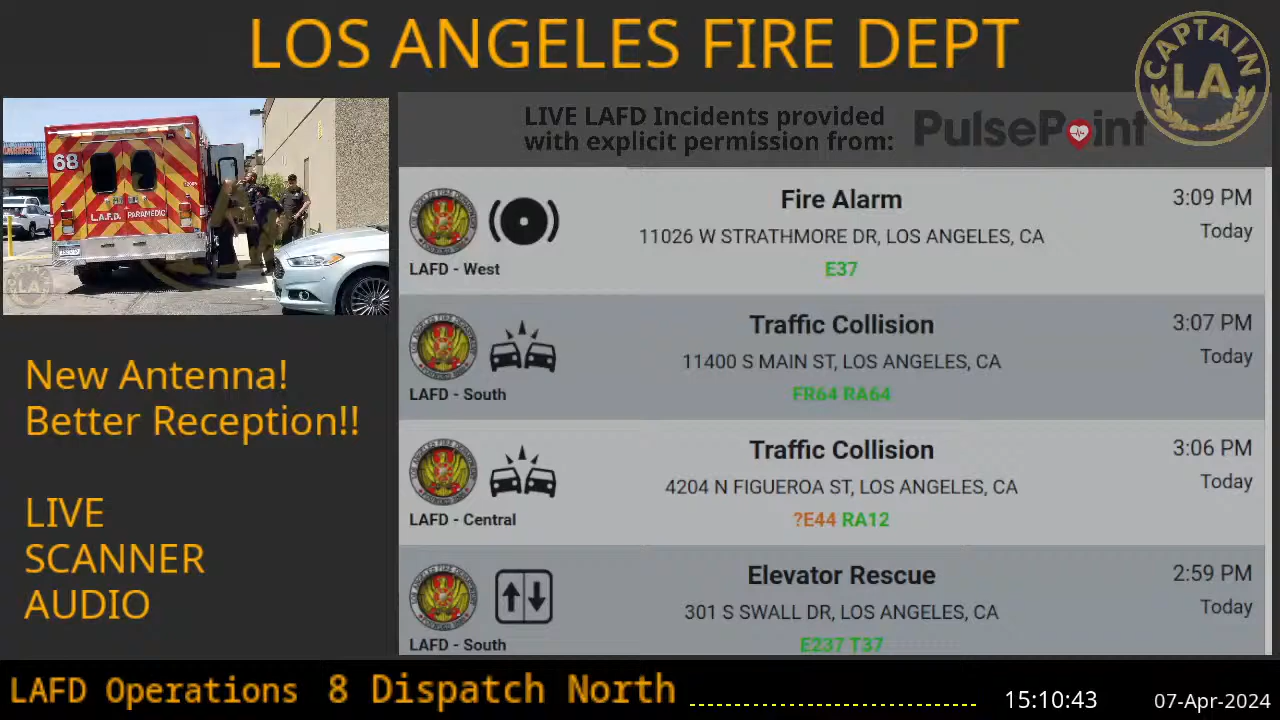 LOS ANGELES FIRE DEPT
CAPTAIN
LA
68
L.A.F.D. PARAMEDIC
LIVE LAFD Incidents provided
with explicit permission from:
PulsePoint
Fire Alarm
3:09 PM
11026 W STRATHMORE DR, LOS ANGELES, CA
Today
LAFD - West
E37
Traffic Collision
3:07 PM
11400 S MAIN ST, LOS ANGELES, CA
Today
LAFD - South
FR64 RA64
Traffic Collision
3:06 PM
4204 N FIGUEROA ST, LOS ANGELES, CA
Today
LAFD - Central
?E44 RA12
Elevator Rescue
2:59 PM
301 S SWALL DR, LOS ANGELES, CA
Today
LAFD - South
E237 T37
New Antenna!
Better Reception!!
LIVE
SCANNER
AUDIO
LAFD Operations 8 Dispatch North
15:10:43
07-Apr-2024